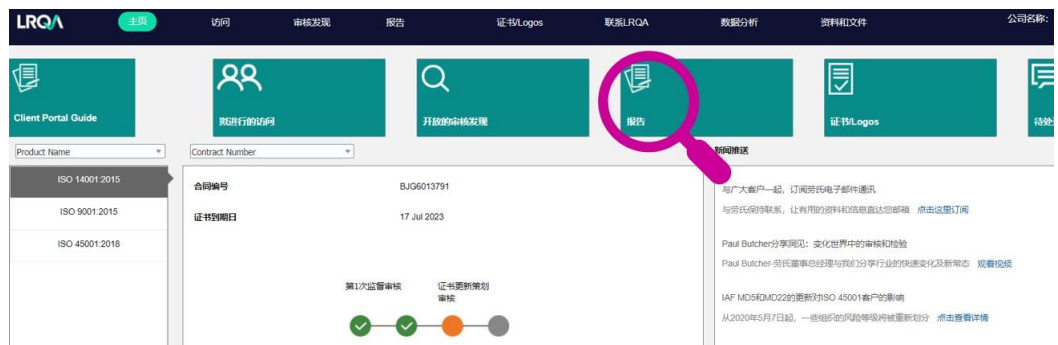 LRQA 主页 访问 审核发现 报告 证书/Logos 联系LRQA 数据分析 资料和文件 公司名称:
Client Portal Guide 拟进行的访问 开放的审核发现 报告 证书/Logos 待处
Product Name Contract Number 新闻推送
ISO 14001:2015
ISO 9001:2015
ISO 45001:2018
合同编号 BJG6013791
证书到期日 17 Jul 2023
第1次监督审核 证书更新策划
审核
与广大客户一起，订阅劳氏电子邮件通讯
与劳氏保持联系，让有用的资料和信息直达您邮箱 点击这里订阅
Paul Butcher分享洞见：变化世界中的审核和检验
Paul Butcher-劳氏董事总经理与我们分享行业的快速变化及新常态 观看视频
IAF MD5和MD22的更新对ISO 45001客户的影响
从2020年5月7日起，一些组织的风险等级将被重新划分 点击查看详情